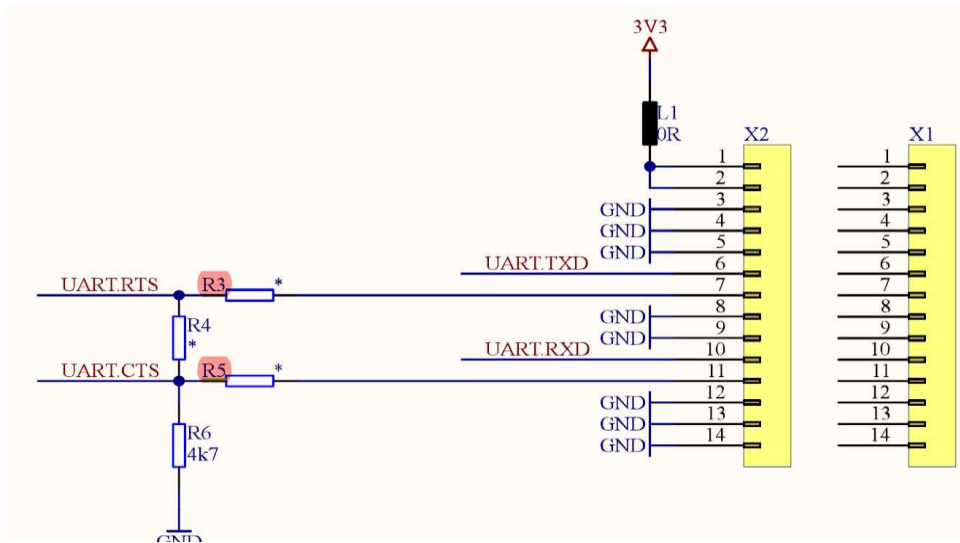 3V3
L1
0R
X2
X1
1
1
2
2
GND
3
3
GND
4
4
GND
5
5
UART.TXD
6
6
UART.RTS
R3
*
7
7
GND
8
8
R4
*
GND
9
9
UART.RXD
10
10
UART.CTS
R5
*
11
11
GND
12
12
R6
4k7
GND
13
13
GND
14
14
GND